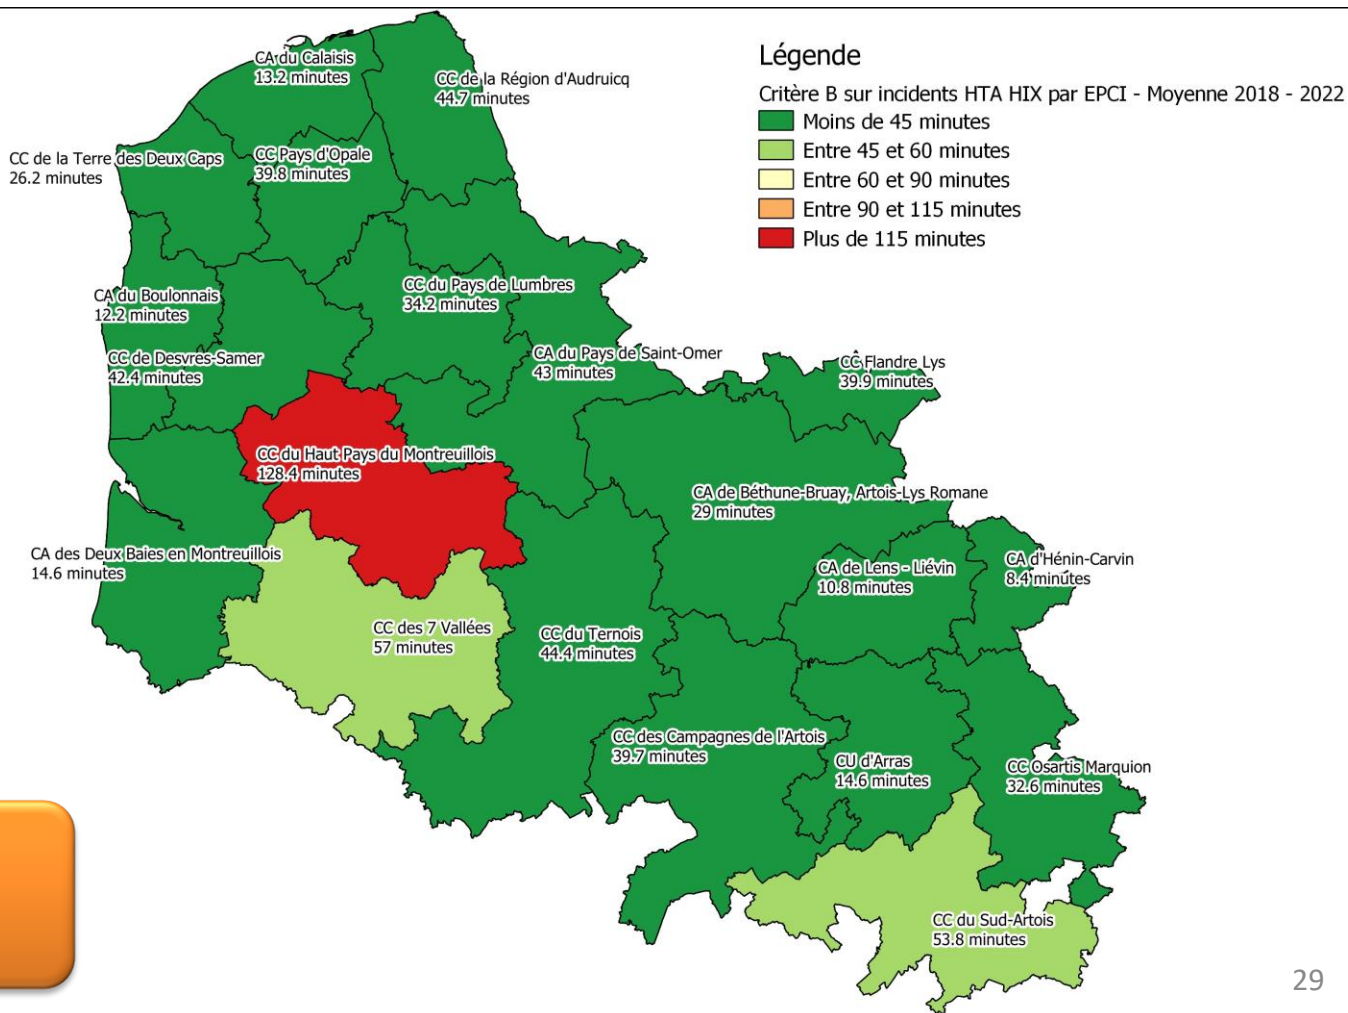 Légende
Critère B sur incidents HTA HIX par EPCI - Moyenne 2018 - 2022
Moins de 45 minutes
Entre 45 et 60 minutes
Entre 60 et 90 minutes
Entre 90 et 115 minutes
Plus de 115 minutes
CA du Calaisis
13.2 minutes
CC de la Région d'Audruicq
44.7 minutes
CC de la Terre des Deux Caps
26.2 minutes
CC Pays d'Opale
39.8 minutes
CC du Pays de Lumbres
34.2 minutes
CA du Boulonnais
12.2 minutes
CC de Desvres-Samer
42.4 minutes
CA du Pays de Saint-Omer
43 minutes
CC Flandre Lys
39.9 minutes
CC du Haut Pays du Montreuillois
128.4 minutes
CA de Béthune-Bruay, Artois-Lys Romane
29 minutes
CA des Deux Baies en Montreuillois
14.6 minutes
CA de Lens - Liévin
10.8 minutes
CA d'Hénin-Carvin
8.4 minutes
CC des 7 Vallées
57 minutes
CC du Ternois
44.4 minutes
CC des Campagnes de l'Artois
39.7 minutes
CU d'Arras
14.6 minutes
CC Osartis Marquion
32.6 minutes
CC du Sud-Artois
53.8 minutes
29